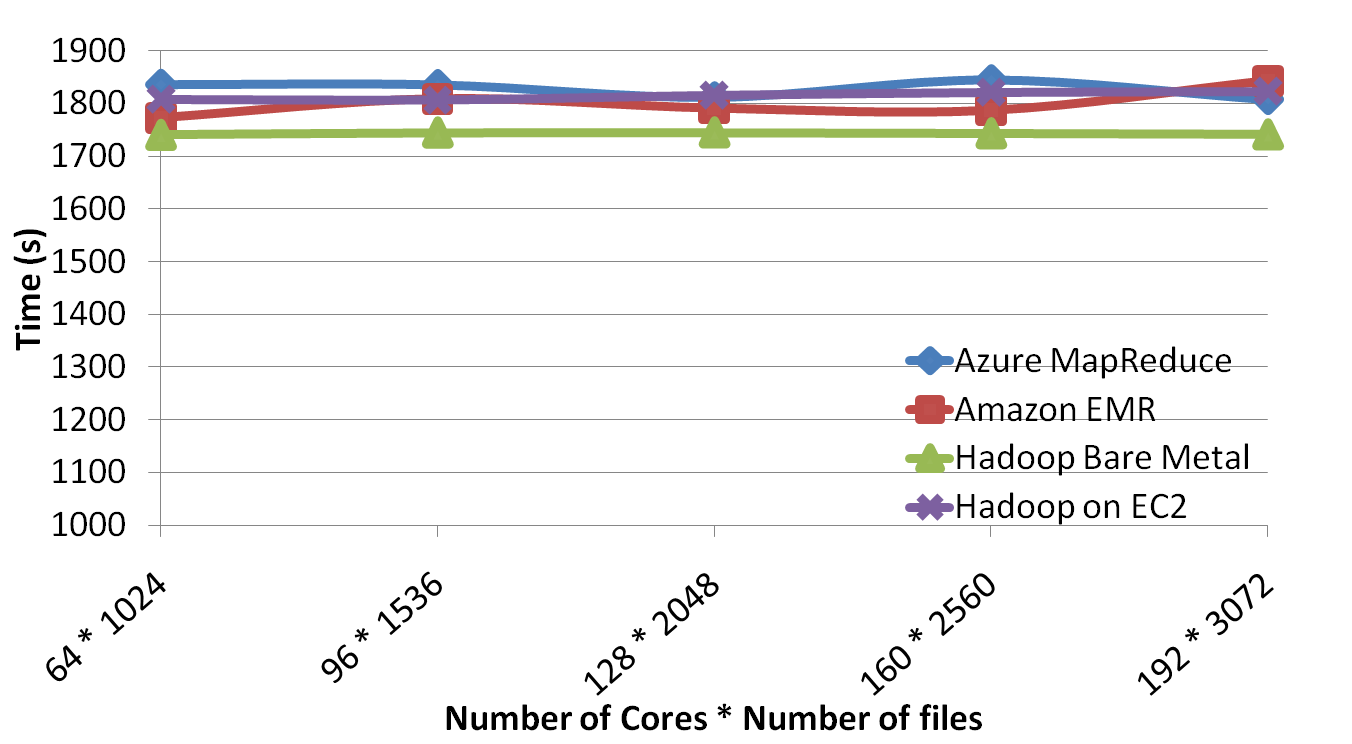 1900
1800
1700
1600
1500
1400
1300
1200
1100
1000
Time (s)
Azure MapReduce
Amazon EMR
Hadoop Bare Metal
Hadoop on EC2
64 * 1024
96 * 1536
128 * 2048
160 * 2560
192 * 3072
Number of Cores * Number of files